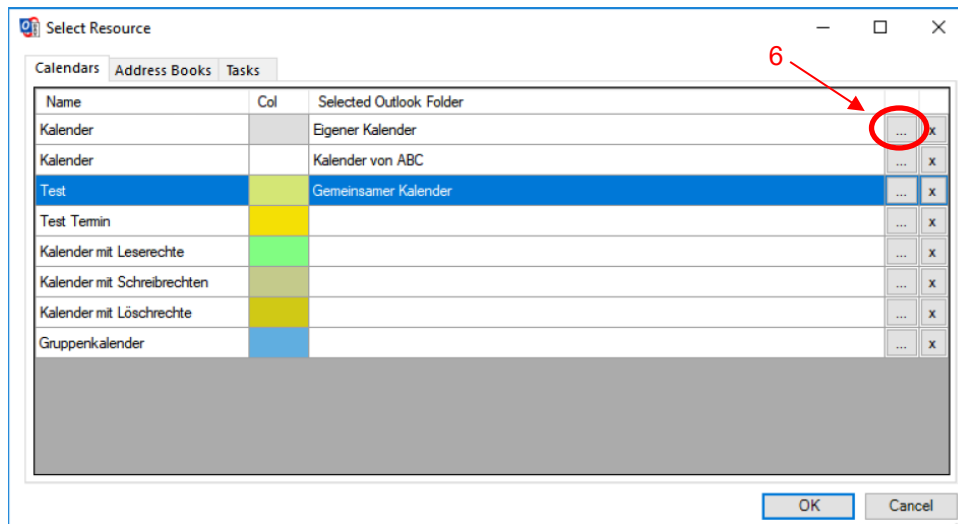 Select Resource
6
Calendars Address Books Tasks
Name Col Selected Outlook Folder
Kalender Eigener Kalender ... x
Kalender Kalender von ABC ... x
Test Gemeinsamer Kalender ... x
Test Termin ... x
Kalender mit Leserechte ... x
Kalender mit Schreibrechten ... x
Kalender mit Löschrechte ... x
Gruppenkalender ... x
OK Cancel